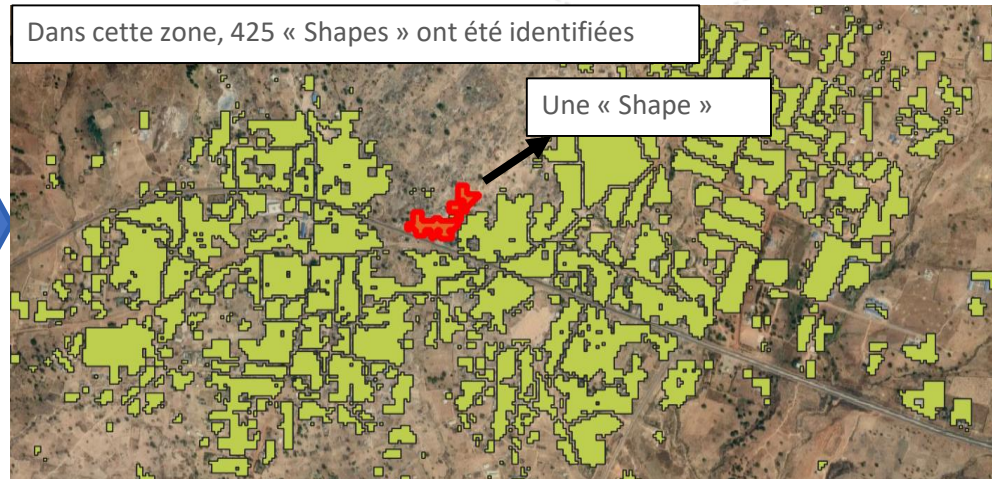 Dans cette zone, 425 « Shapes » ont été identifiées
Une « Shape »